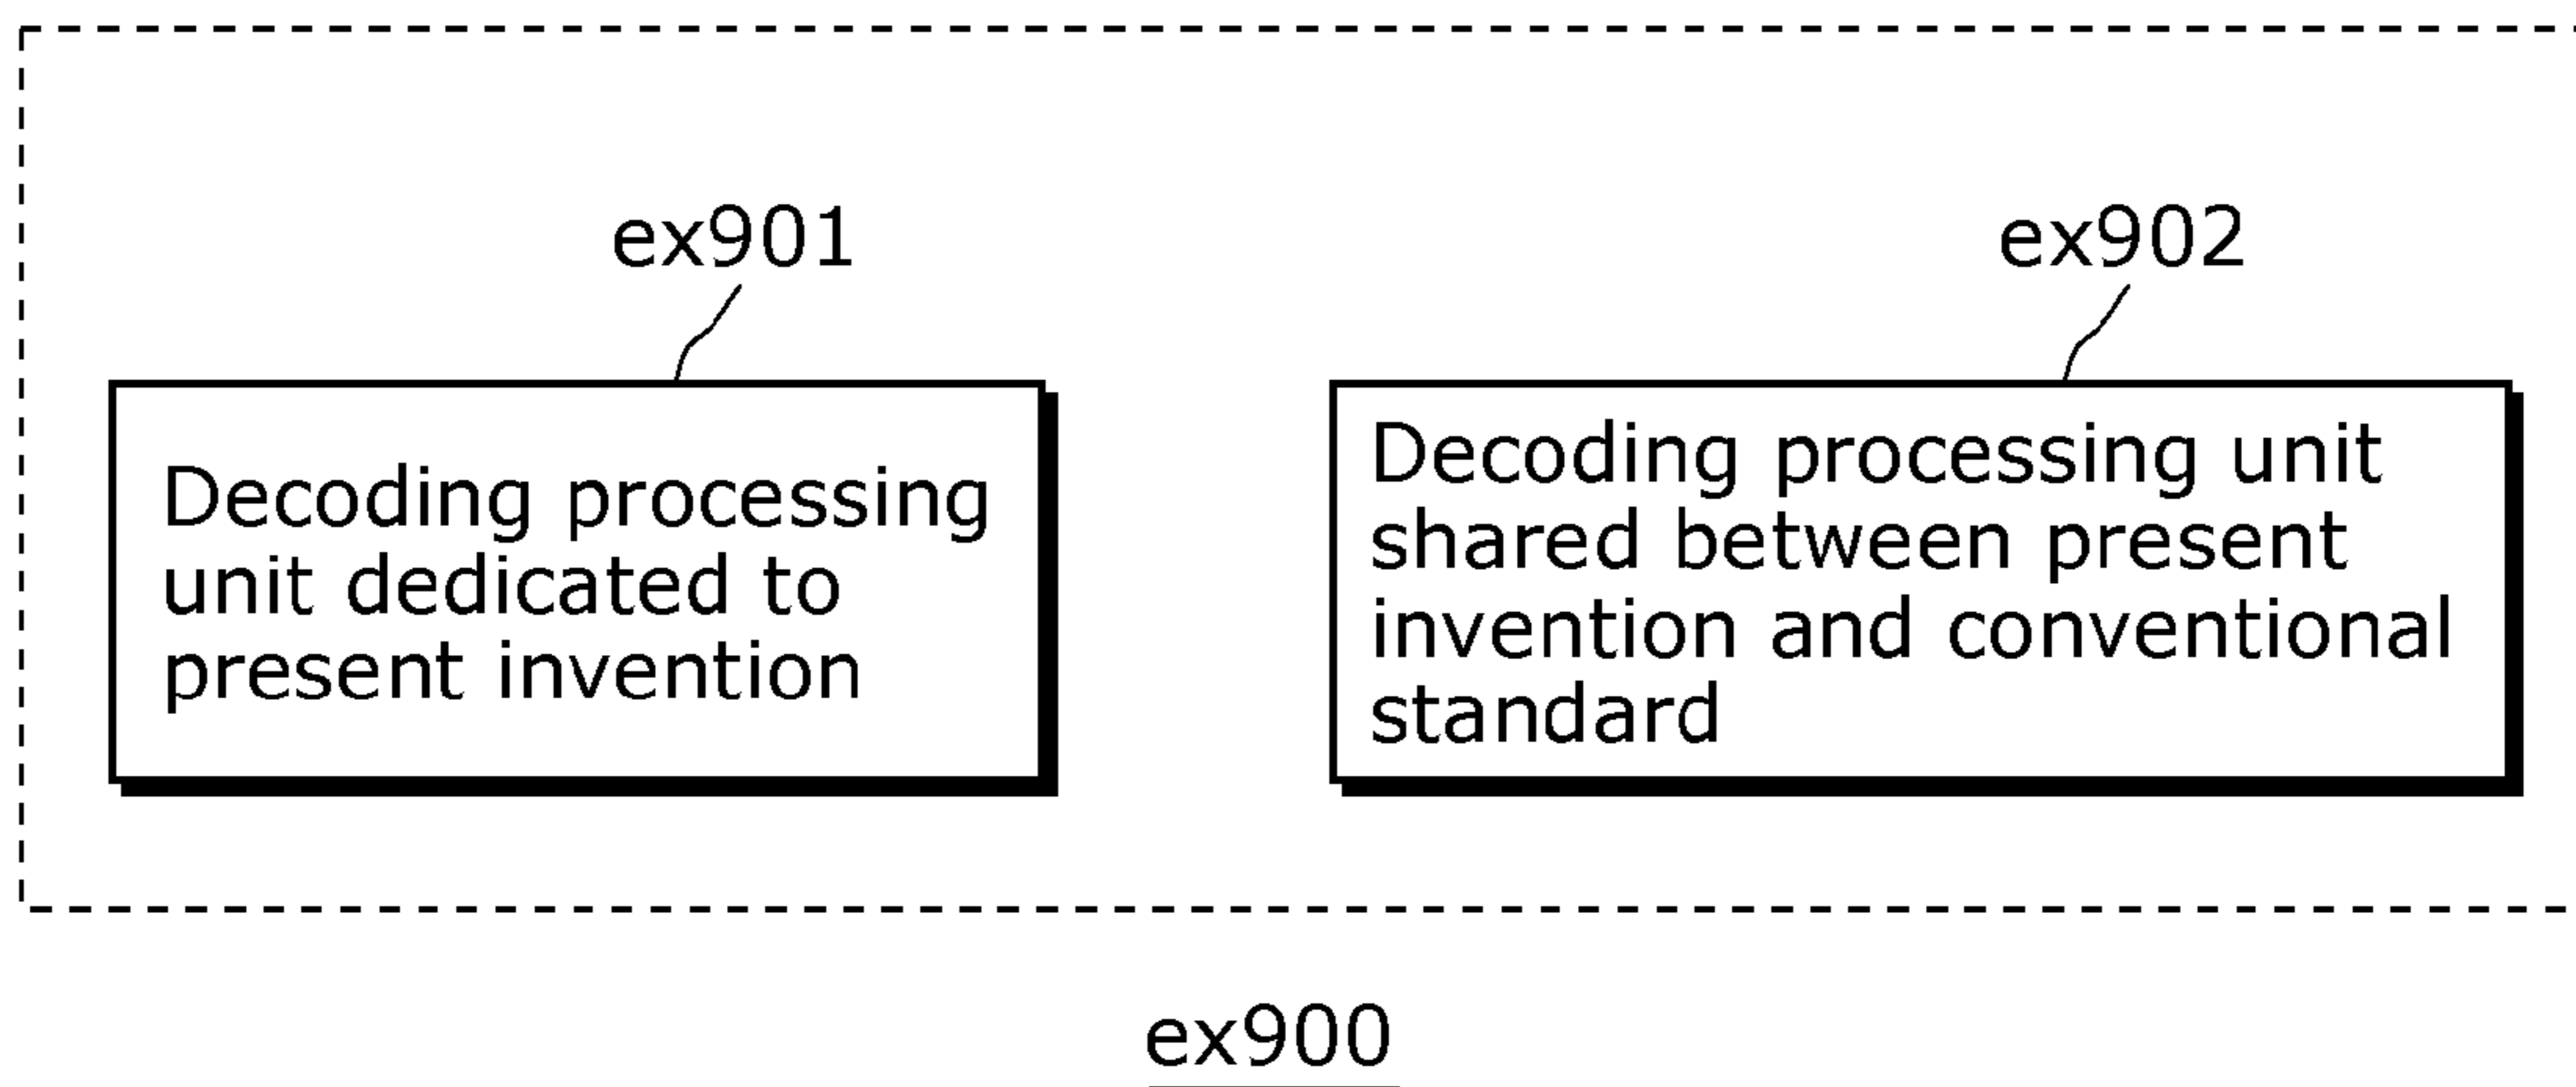 ex901
Decoding processing
unit dedicated to
present invention
ex902
Decoding processing unit
shared between present
invention and conventional
standard
ex900